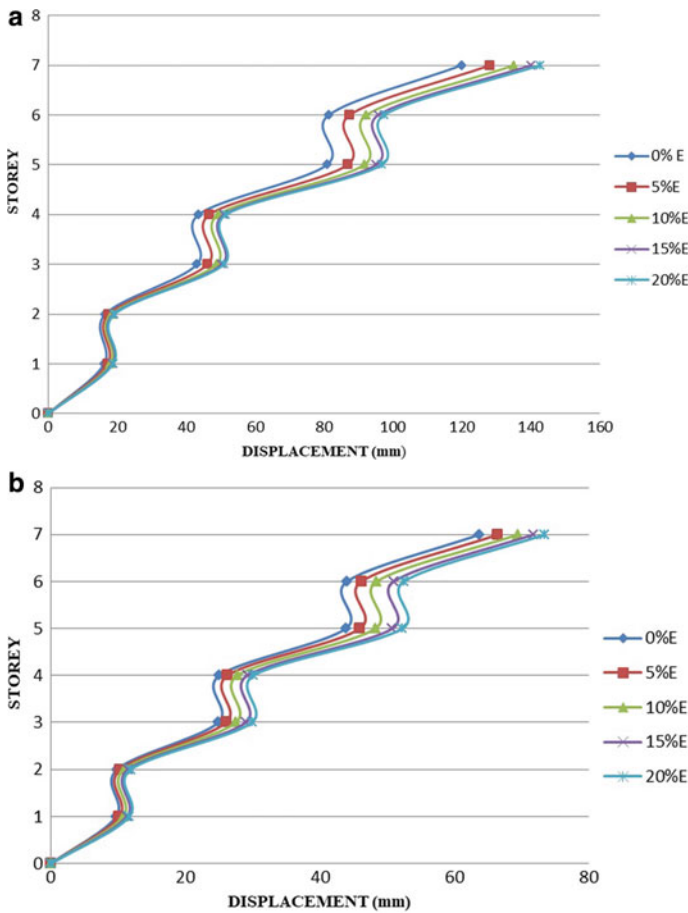 a
8
7
6
5
4
3
2
1
0
STOREY
0 20 40 60 80 100 120 140 160
DISPLACEMENT (mm)
0% E
5%E
10%E
15%E
20%E
b
8
7
6
5
4
3
2
1
0
STOREY
0 20 40 60 80
DISPLACEMENT (mm)
0%E
5%E
10%E
15%E
20%E